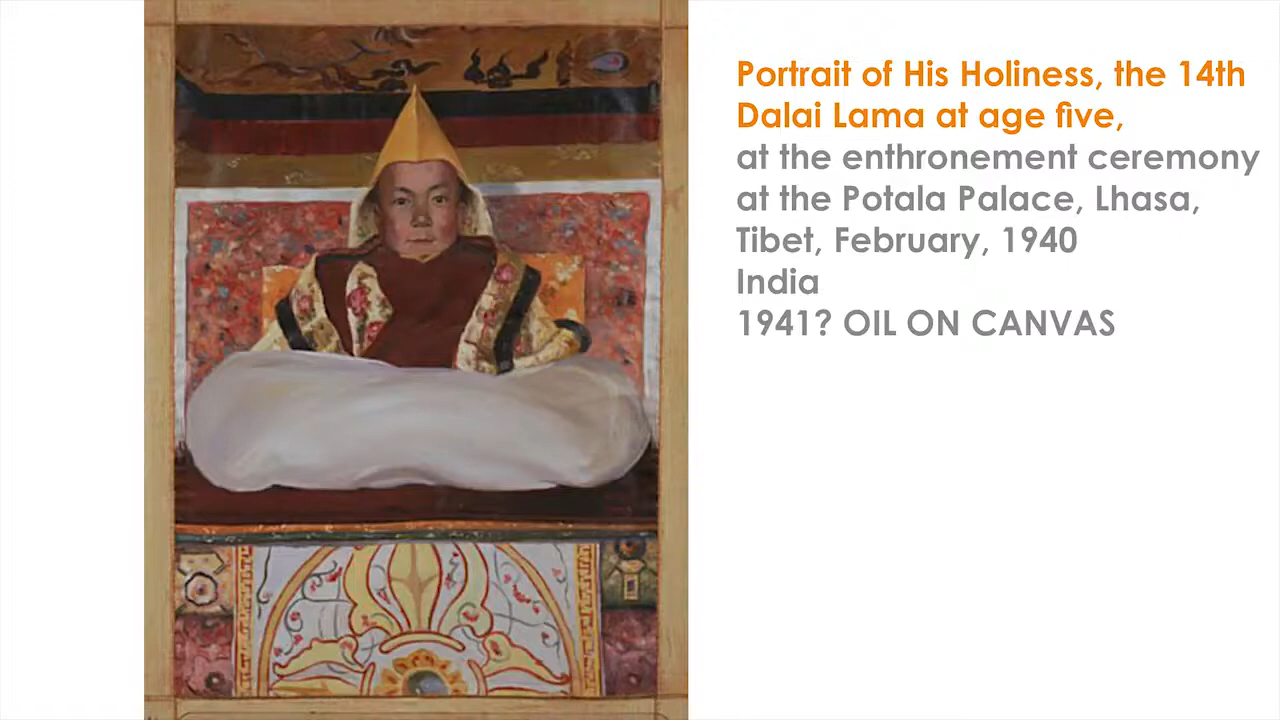 Portrait of His Holiness, the 14th
Dalai Lama at age five,
at the enthronement ceremony
at the Potala Palace, Lhasa,
Tibet, February, 1940
India
1941? OIL ON CANVAS